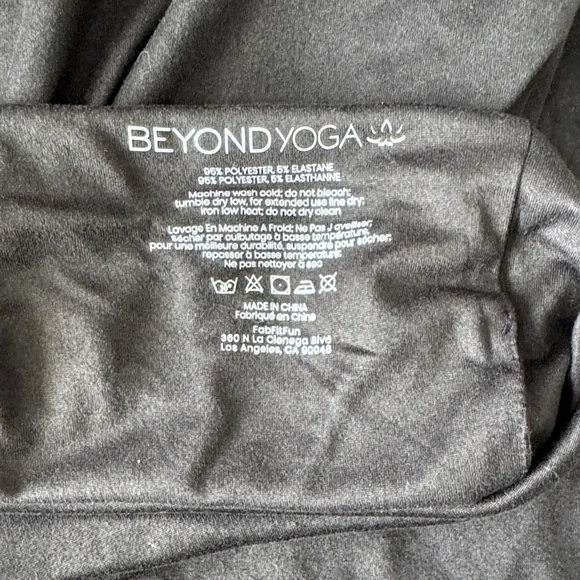 BEYOND YOGA
95% POLYESTER, 5% ELASTANE
95% POLYESTER, 5% ELASTHANNE
Machine wash cold; do not bleach;
tumble dry low, for extended use line dry;
iron low heat; do not dry clean
Lavage En Machine A Froid; Ne Pas Javelliser;
sécher par culbutage à basse température,
pour une meilleure durabilité, suspendre pour sécher;
repasser à basse température;
Ne pas nettoyer à sec
MADE IN CHINA
Fabriqué en Chine
FabFitFun
360 N La Cienega Blvd
Los Angeles, CA 90048